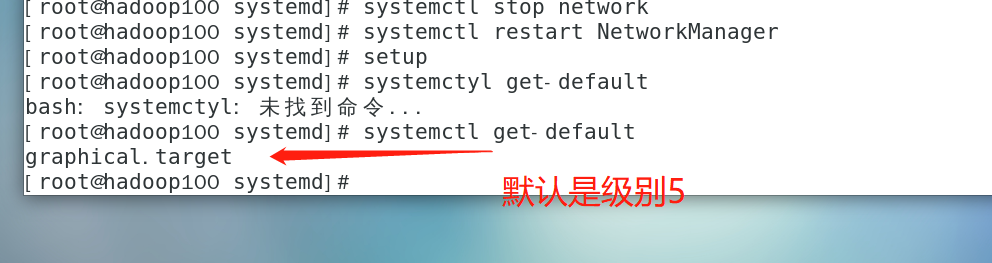 [root@hadoop100 systemd]# systemctl stop network
[root@hadoop100 systemd]# systemctl restart NetworkManager
[root@hadoop100 systemd]# setup
[root@hadoop100 systemd]# systemctyl get-default
bash: systemctyl: 未找到命令...
[root@hadoop100 systemd]# systemctl get-default
graphical.target
[root@hadoop100 systemd]#
默认是级别5